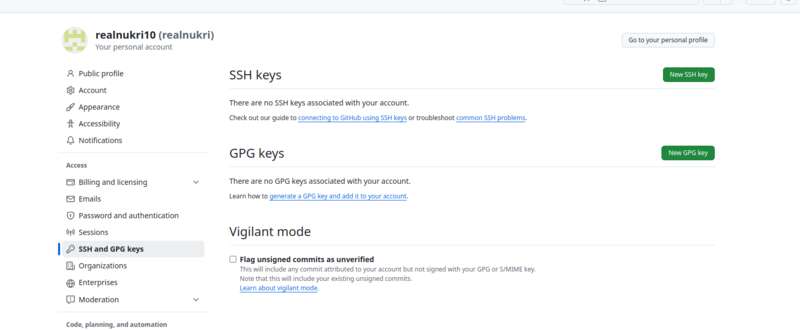 realnukri10 (realnukri)
Your personal account
Go to your personal profile
Public profile
Account
Appearance
Accessibility
Notifications
Access
Billing and licensing
Emails
Password and authentication
Sessions
SSH and GPG keys
Organizations
Enterprises
Moderation
Code, planning, and automation
SSH keys
New SSH key
There are no SSH keys associated with your account.
Check out our guide to connecting to GitHub using SSH keys or troubleshoot common SSH problems.
GPG keys
New GPG key
There are no GPG keys associated with your account.
Learn how to generate a GPG key and add it to your account.
Vigilant mode
Flag unsigned commits as unverified
This will include any commit attributed to your account but not signed with your GPG or S/MIME key.
Note that this will include your existing unsigned commits.
Learn about vigilant mode.